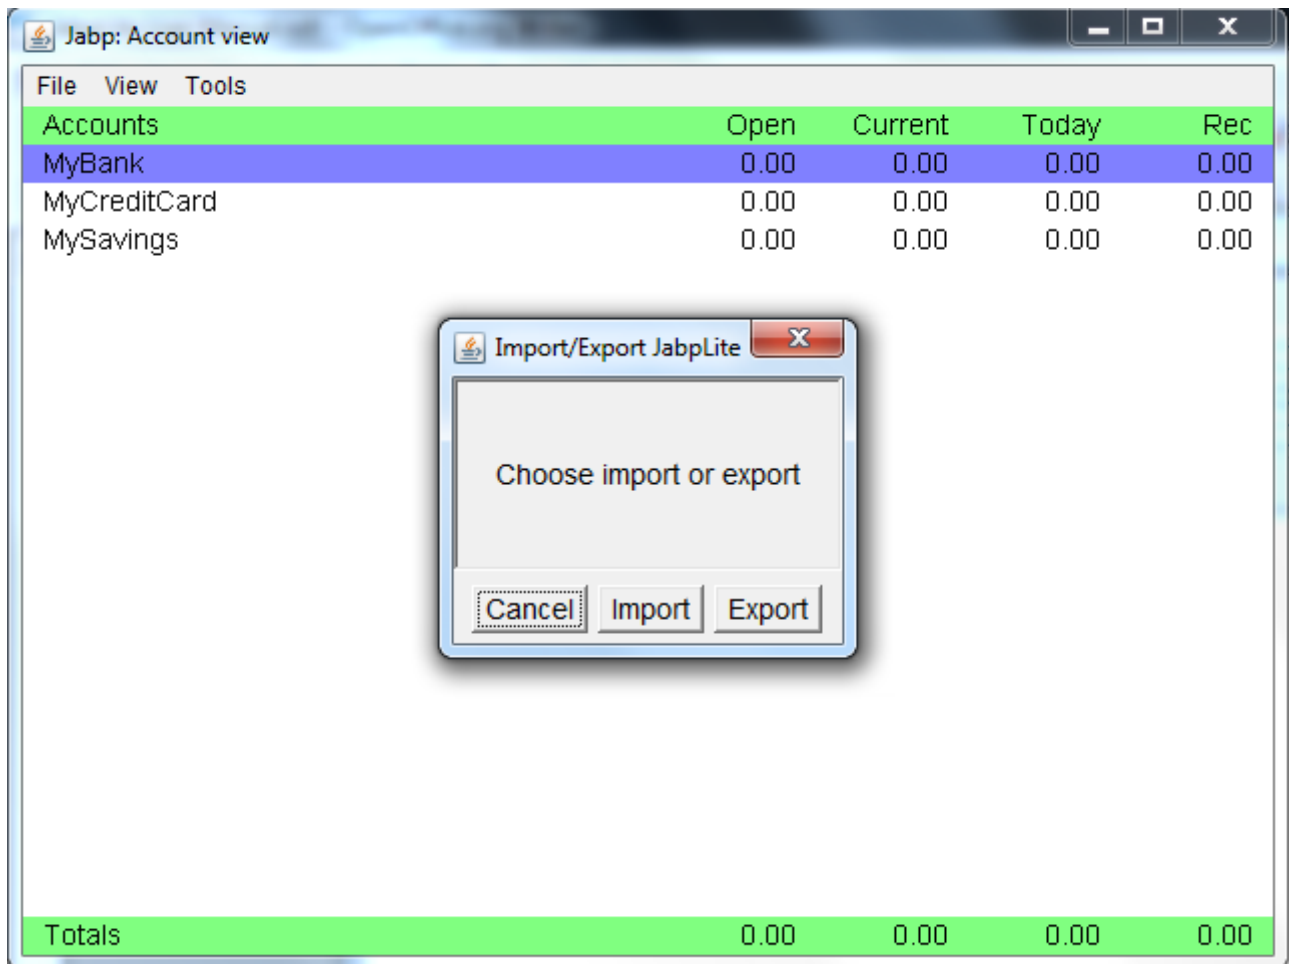 Jabp: Account view
File View Tools
Accounts Open Current Today Rec
MyBank 0.00 0.00 0.00 0.00
MyCreditCard 0.00 0.00 0.00 0.00
MySavings 0.00 0.00 0.00 0.00
Import/Export JabpLite
Choose import or export
Cancel Import Export
Totals 0.00 0.00 0.00 0.00